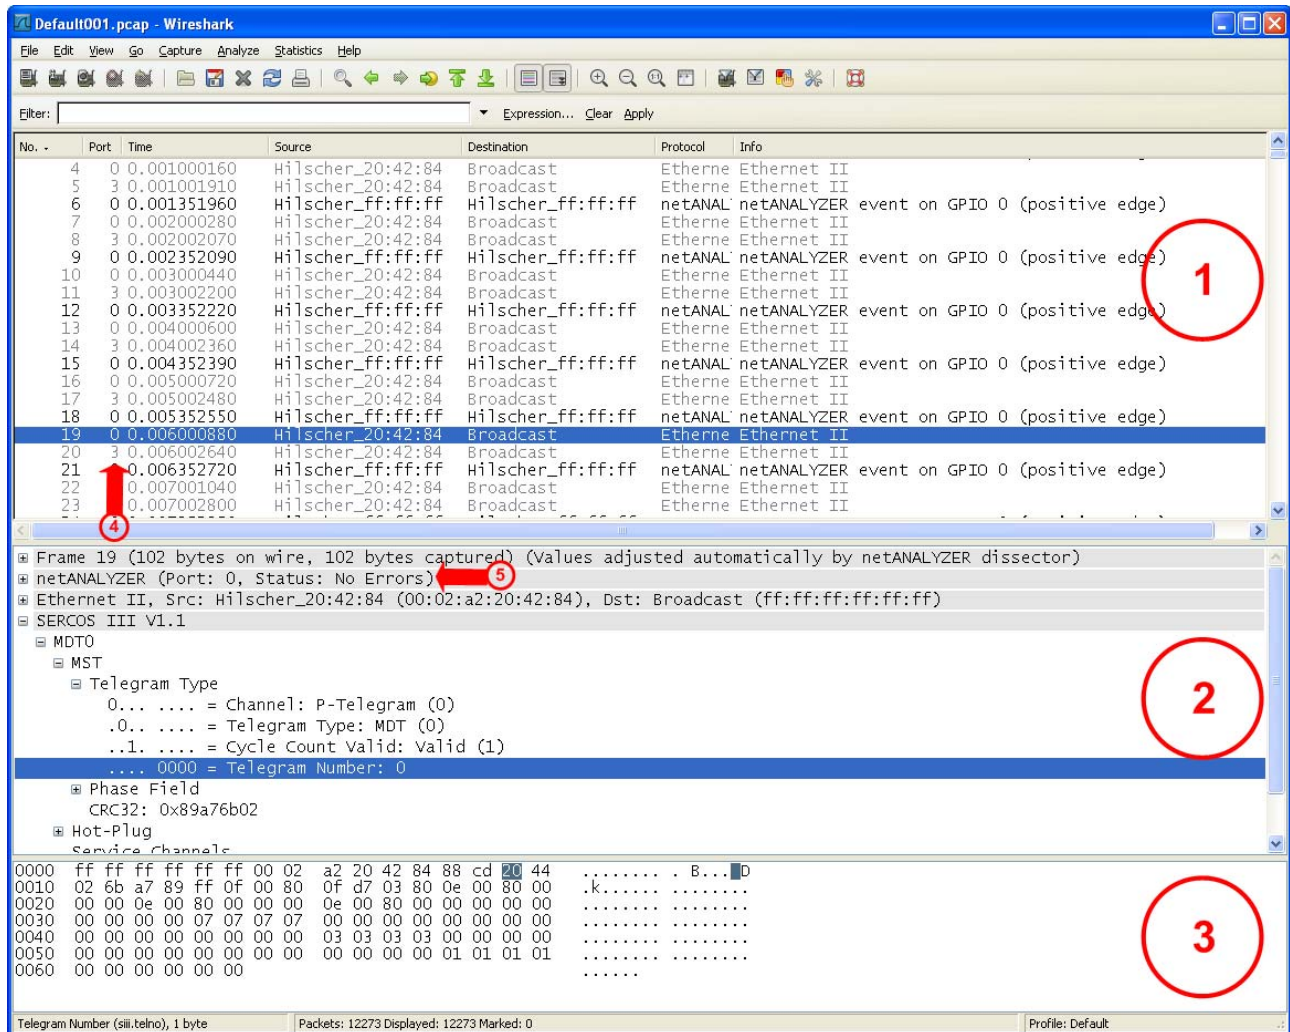 Default001.pcap - Wireshark
File Edit View Go Capture Analyze Statistics Help
Filter: Expression... Clear Apply
No. - Port Time Source Destination Protocol Info
4 0 0.001000160 Hilscher_20:42:84 Broadcast Etherne Ethernet II
5 3 0.001001910 Hilscher_20:42:84 Broadcast Etherne Ethernet II
6 0 0.001351960 Hilscher_ff:ff:ff Hilscher_ff:ff:ff netANAL netANALYZER event on GPIO 0 (positive edge)
7 0 0.002000280 Hilscher_20:42:84 Broadcast Etherne Ethernet II
8 3 0.002002070 Hilscher_20:42:84 Broadcast Etherne Ethernet II
9 0 0.002352090 Hilscher_ff:ff:ff Hilscher_ff:ff:ff netANAL netANALYZER event on GPIO 0 (positive edge)
10 0 0.003000440 Hilscher_20:42:84 Broadcast Etherne Ethernet II
11 3 0.003002200 Hilscher_20:42:84 Broadcast Etherne Ethernet II
12 0 0.003352220 Hilscher_ff:ff:ff Hilscher_ff:ff:ff netANAL netANALYZER event on GPIO 0 (positive edge)
13 0 0.004000600 Hilscher_20:42:84 Broadcast Etherne Ethernet II
14 3 0.004002360 Hilscher_20:42:84 Broadcast Etherne Ethernet II
15 0 0.004352390 Hilscher_ff:ff:ff Hilscher_ff:ff:ff netANAL netANALYZER event on GPIO 0 (positive edge)
16 0 0.005000720 Hilscher_20:42:84 Broadcast Etherne Ethernet II
17 3 0.005002480 Hilscher_20:42:84 Broadcast Etherne Ethernet II
18 0 0.005352550 Hilscher_ff:ff:ff Hilscher_ff:ff:ff netANAL netANALYZER event on GPIO 0 (positive edge)
19 0 0.006000880 Hilscher_20:42:84 Broadcast Etherne Ethernet II
20 3 0.006002640 Hilscher_20:42:84 Broadcast Etherne Ethernet II
21 0.006352720 Hilscher_ff:ff:ff Hilscher_ff:ff:ff netANAL netANALYZER event on GPIO 0 (positive edge)
22 0.007001040 Hilscher_20:42:84 Broadcast Etherne Ethernet II
23 0.007002800 Hilscher_20:42:84 Broadcast Etherne Ethernet II
1
4
Frame 19 (102 bytes on wire, 102 bytes captured) (Values adjusted automatically by netANALYZER dissector)
netANALYZER (Port: 0, Status: No Errors) 5
Ethernet II, Src: Hilscher_20:42:84 (00:02:a2:20:42:84), Dst: Broadcast (ff:ff:ff:ff:ff:ff)
SERCOS III V1.1
MDT0
MST
Telegram Type
0... .... = Channel: P-Telegram (0)
.0.. .... = Telegram Type: MDT (0)
..1. .... = Cycle Count Valid: Valid (1)
.... 0000 = Telegram Number: 0
Phase Field
CRC32: 0x89a76b02
Hot-Plug
Service Channels
2
0000 ff ff ff ff ff ff 00 02 a2 20 42 84 88 cd 20 44 ........ . B... D
0010 02 6b a7 89 ff 0f 00 80 0f d7 03 80 0e 00 80 00 .k...... ........
0020 00 00 0e 00 80 00 00 00 0e 00 80 00 00 00 00 00 ........ ........
0030 00 00 00 00 07 07 07 07 00 00 00 00 00 00 00 00 ........ ........
0040 00 00 00 00 00 00 00 00 03 03 03 03 00 00 00 00 ........ ........
0050 00 00 00 00 00 00 00 00 00 00 00 00 01 01 01 01 ........ ........
0060 00 00 00 00 00 00 ......
3
Telegram Number (siii.telno), 1 byte Packets: 12273 Displayed: 12273 Marked: 0 Profile: Default